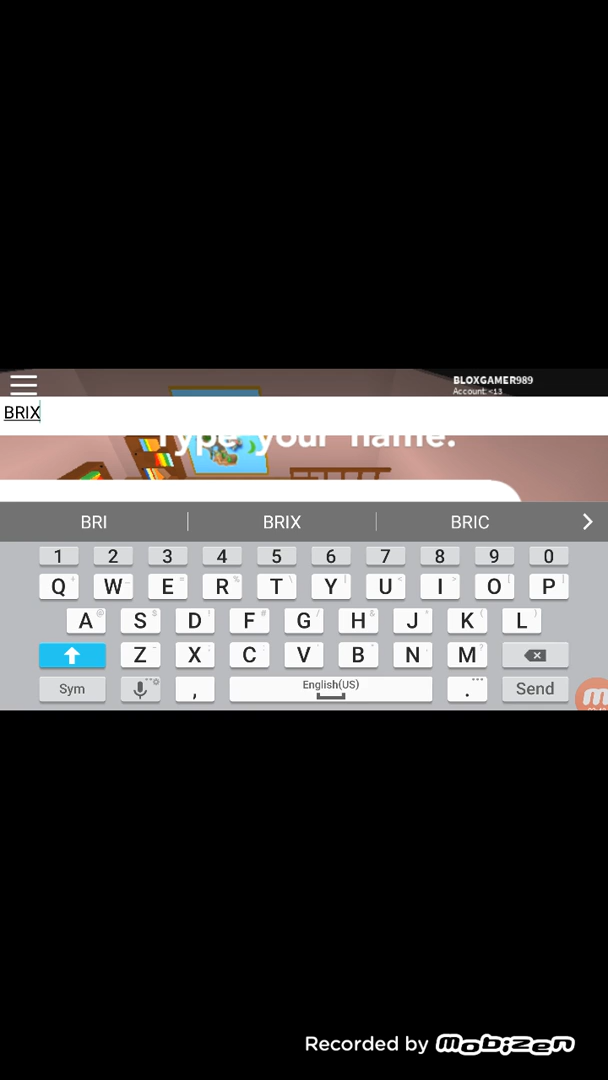 BLOXGAMER989
Account: <13
BRIX
Type your name.
BRI BRIX BRIC
1 2 3 4 5 6 7 8 9 0
Q W E R T Y U I O P
A S D F G H J K L
Z X C V B N M
Sym , English(US) . Send
Recorded by mobizen